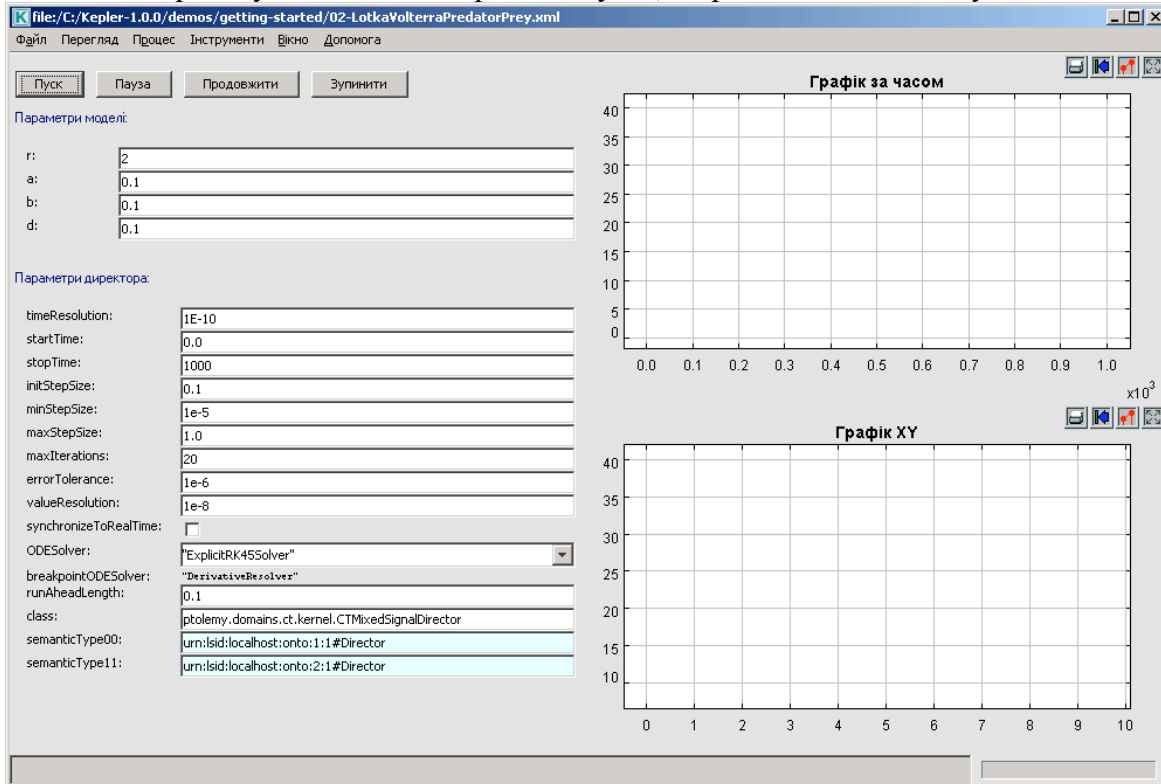 file:/C:/Kepler-1.0.0/demos/getting-started/02-LotkaVolterraPredatorPrey.xml
Файл Перегляд Процес Інструменти Вікно Допомога
Пуск Пауза Продовжити Зупинити
Параметри моделі:
r: 2
a: 0.1
b: 0.1
d: 0.1
Параметри директора:
timeResolution: 1E-10
startTime: 0.0
stopTime: 1000
initStepSize: 0.1
minStepSize: 1e-5
maxStepSize: 1.0
maxIterations: 20
errorTolerance: 1e-6
valueResolution: 1e-8
synchronizeToRealTime:
ODESolver: "ExplicitRK45Solver"
breakpointODESolver: "DerivativeResolver"
runAheadLength: 0.1
class: ptolemy.domains.ct.kernel.CTMixedSignalDirector
semanticType00: urn:lsid:localhost:onto:1:1#Director
semanticType11: urn:lsid:localhost:onto:2:1#Director
Графік за часом
40
35
30
25
20
15
10
5
0
0.0 0.1 0.2 0.3 0.4 0.5 0.6 0.7 0.8 0.9 1.0
x10³
Графік XY
40
35
30
25
20
15
10
0 1 2 3 4 5 6 7 8 9 10